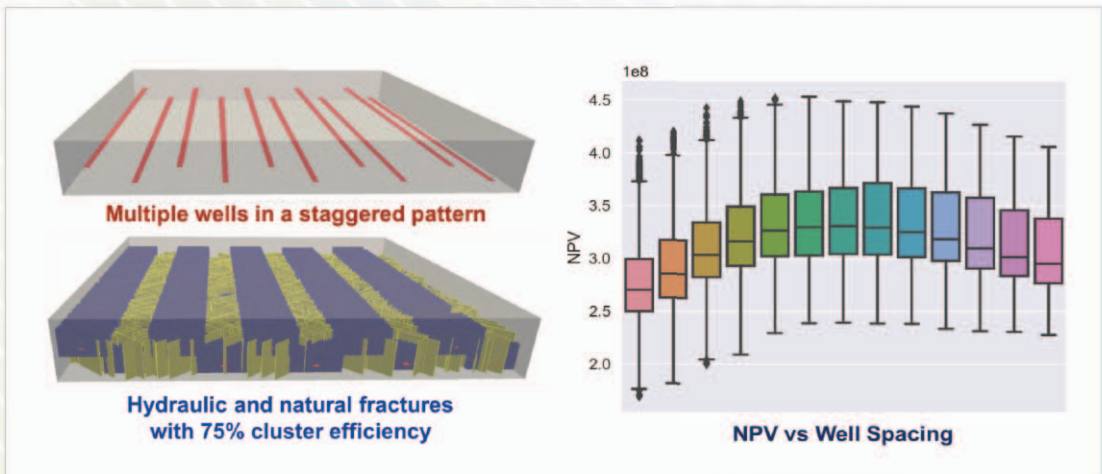 Multiple wells in a staggered pattern
Hydraulic and natural fractures
with 75% cluster efficiency
1e8
4.5
4.0
3.5
3.0
2.5
2.0
NPV
NPV vs Well Spacing